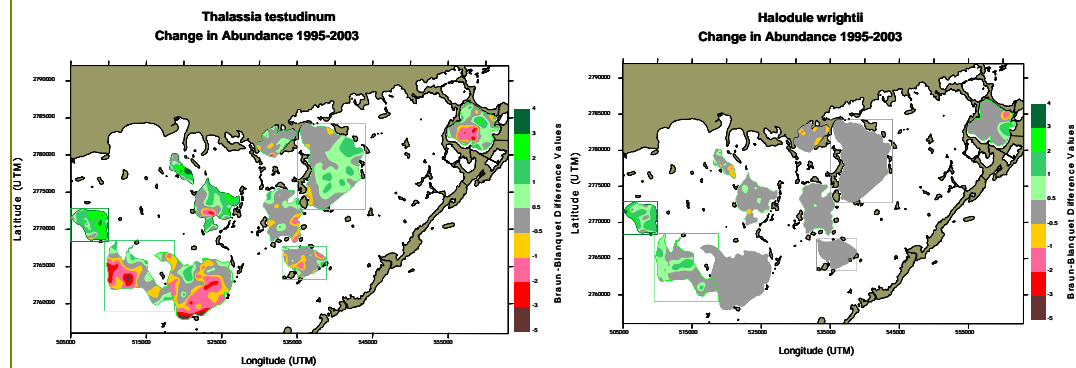 Thalassia testudinum
Change in Abundance 1995-2003
2790000
2785000
2780000
2775000
2770000
2765000
2760000
Latitude (UTM)
505000 515000 525000 535000 545000 555000
Longitude (UTM)
4
3
2
1
0.5
-0.5
-1
-2
-3
-5
Braun-Blanquet Difference Values
Halodule wrightii
Change in Abundance 1995-2003
2790000
2785000
2780000
2775000
2770000
2765000
2760000
Latitude (UTM)
505000 515000 525000 535000 545000 555000
Longitude (UTM)
4
3
2
1
0.5
-0.5
-1
-2
-3
-5
Braun-Blanquet Difference Values